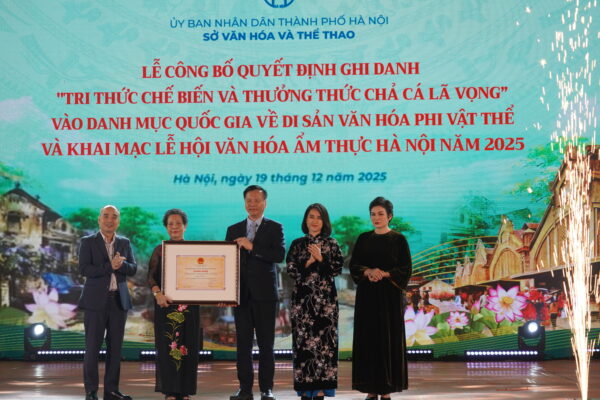 ỦY BAN NHÂN DÂN THÀNH PHỐ HÀ NỘI
SỞ VĂN HÓA VÀ THỂ THAO
LỄ CÔNG BỐ QUYẾT ĐỊNH GHI DANH
"TRI THỨC CHẾ BIẾN VÀ THƯỞNG THỨC CHẢ CÁ LÃ VỌNG”
VÀO DANH MỤC QUỐC GIA VỀ DI SẢN VĂN HÓA PHI VẬT THỂ
VÀ KHAI MẠC LỄ HỘI VĂN HÓA ẨM THỰC HÀ NỘI NĂM 2025
Hà Nội, ngày 19 tháng 12 năm 2025